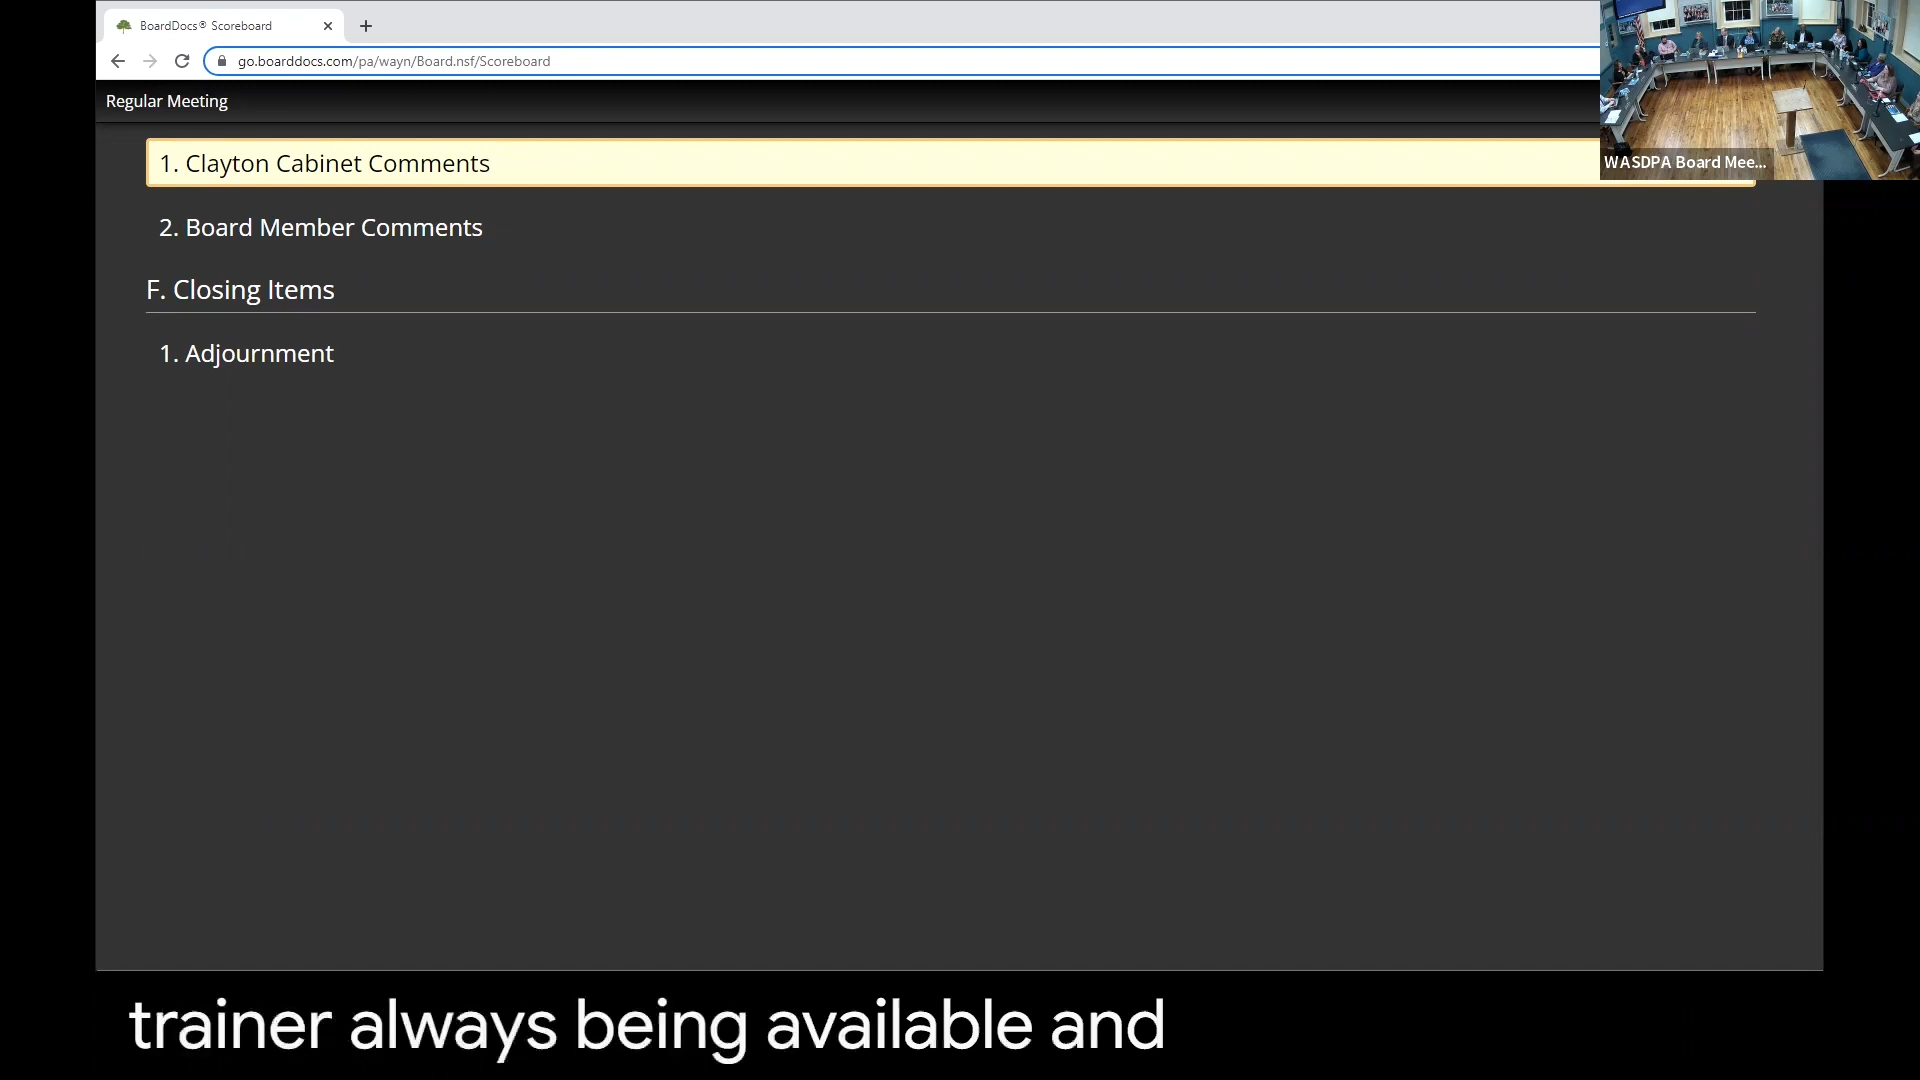 BoardDocs® Scoreboard
go.boarddocs.com/pa/wayn/Board.nsf/Scoreboard
Regular Meeting
1. Clayton Cabinet Comments
2. Board Member Comments
F. Closing Items
1. Adjournment
WASDPA Board Mee...
trainer always being available and